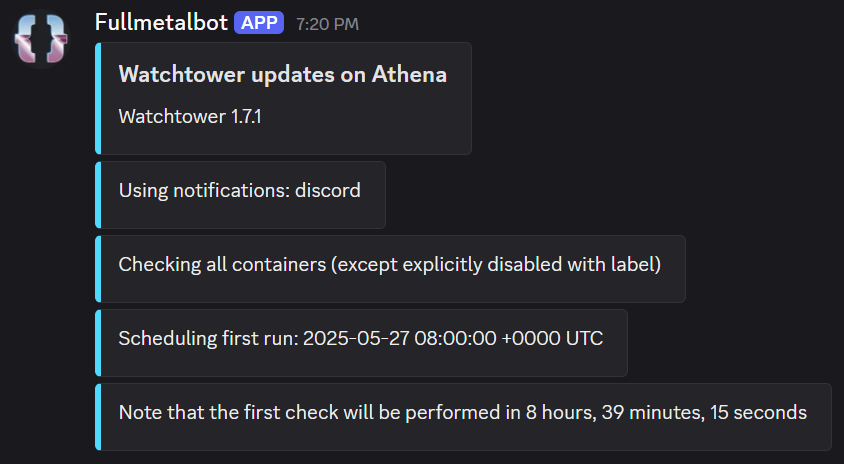 Fullmetalbot APP 7:20 PM
Watchtower updates on Athena
Watchtower 1.7.1
Using notifications: discord
Checking all containers (except explicitly disabled with label)
Scheduling first run: 2025-05-27 08:00:00 +0000 UTC
Note that the first check will be performed in 8 hours, 39 minutes, 15 seconds